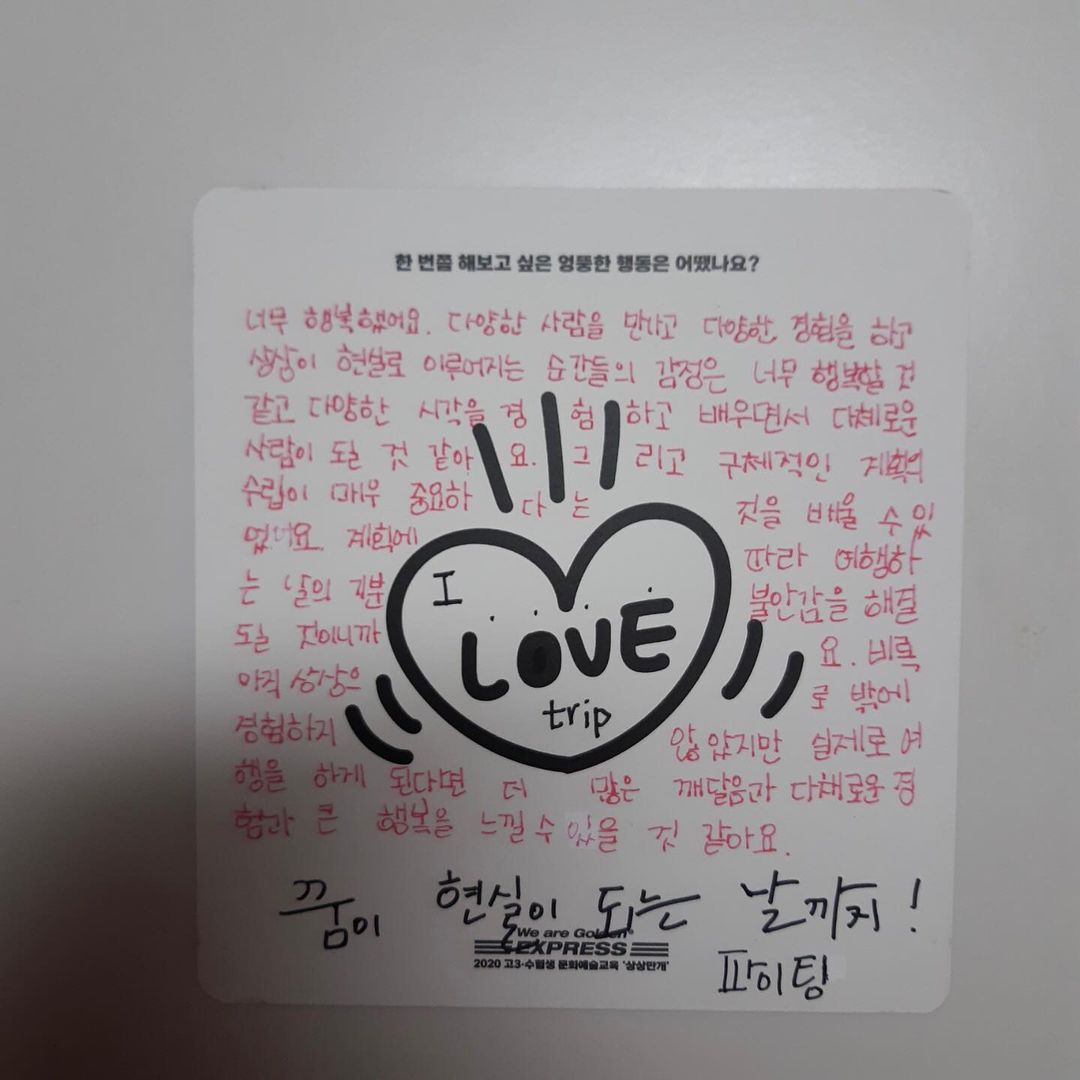 한 번쯤 해보고 싶은 엉뚱한 행동은 어땠나요?
너무 행복했어요. 다양한 사람을 만나고 다양한 경험을 하고
상상이 현실로 이루어지는 순간들의 감정은 너무 행복할 것
같고 다양한 시각을 경험하고 배우면서 대체로운
사람이 될 것 같아요. 그리고 구체적인 계획의
수립이 매우 중요하다는 것을 배울 수 있
었너요. 계획에 따라 여행하
는 날의 기분 불안감을 해결
될 것이니까 요. 비록
아직 상상으 로 밖에
경험하지 않았지만 실제로 여
행을 하게 된다면 더 많은 깨달음과 다채로운 경
험과 큰 행복을 느낄 수 있을 것 같아요.
I
LOVE
trip
꿈이 현실이 되는 날까지!
파이팅
We are Golden
EXPRESS
2020 고3·수험생 문화예술교육 '상상만개'